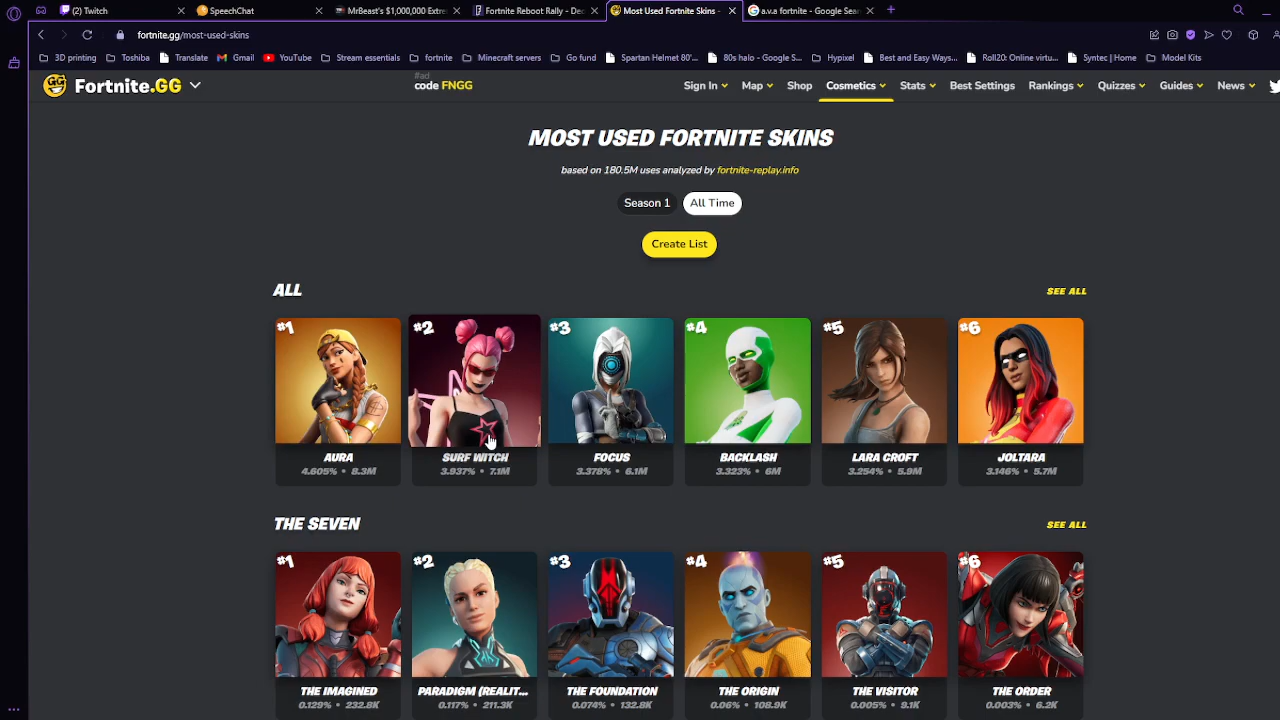 (2) Twitch
SpeechChat
MrBeast's $1,000,000 Extre
Fortnite Reboot Rally - Dec
Most Used Fortnite Skins -
a.v.a fortnite - Google Sear
fortnite.gg/most-used-skins
3D printing
Toshiba
Translate
Gmail
YouTube
Stream essentials
fortnite
Minecraft servers
Go fund
Spartan Helmet 80'...
80s halo - Google S...
Hypixel
Best and Easy Ways...
Roll20: Online virtu...
Syntec | Home
Model Kits
Fortnite.GG
#ad
code FNGG
Sign In
Map
Shop
Cosmetics
Stats
Best Settings
Rankings
Quizzes
Guides
News
MOST USED FORTNITE SKINS
based on 180.5M uses analyzed by fortnite-replay.info
Season 1
All Time
Create List
ALL
SEE ALL
#1
#2
#3
#4
#5
#6
AURA
SURF WITCH
FOCUS
BACKLASH
LARA CROFT
JOLTARA
4.605% • 8.3M
3.937% • 7.1M
3.378% • 6.1M
3.323% • 6M
3.254% • 5.9M
3.146% • 5.7M
THE SEVEN
SEE ALL
#1
#2
#3
#4
#5
#6
THE IMAGINED
PARADIGM (REALIT...
THE FOUNDATION
THE ORIGIN
THE VISITOR
THE ORDER
0.129% • 232.8K
0.117% • 211.3K
0.074% • 132.8K
0.06% • 108.9K
0.005% • 9.1K
0.003% • 6.2K